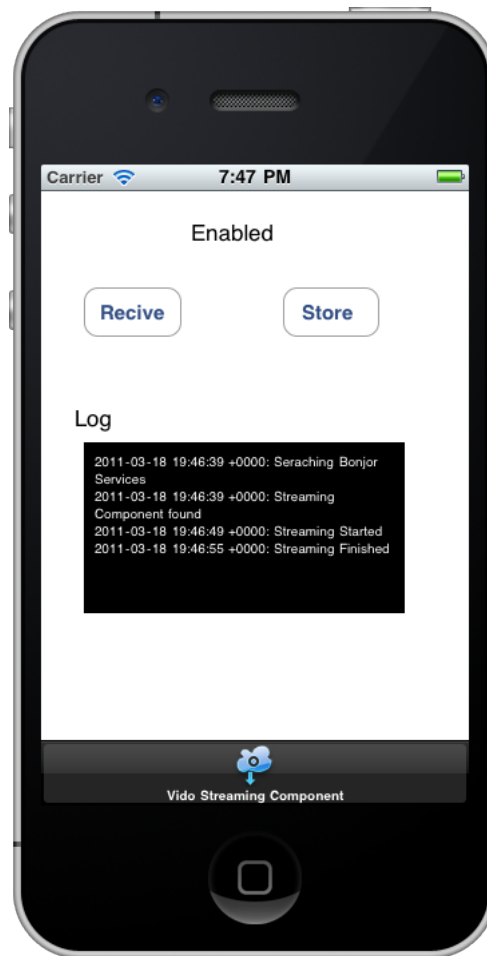 Carrier 7:47 PM
Enabled
Recive Store
Log
2011-03-18 19:46:39 +0000: Seraching Bonjor
Services
2011-03-18 19:46:39 +0000: Streaming
Component found
2011-03-18 19:46:49 +0000: Streaming Started
2011-03-18 19:46:55 +0000: Streaming Finished
Vido Streaming Component